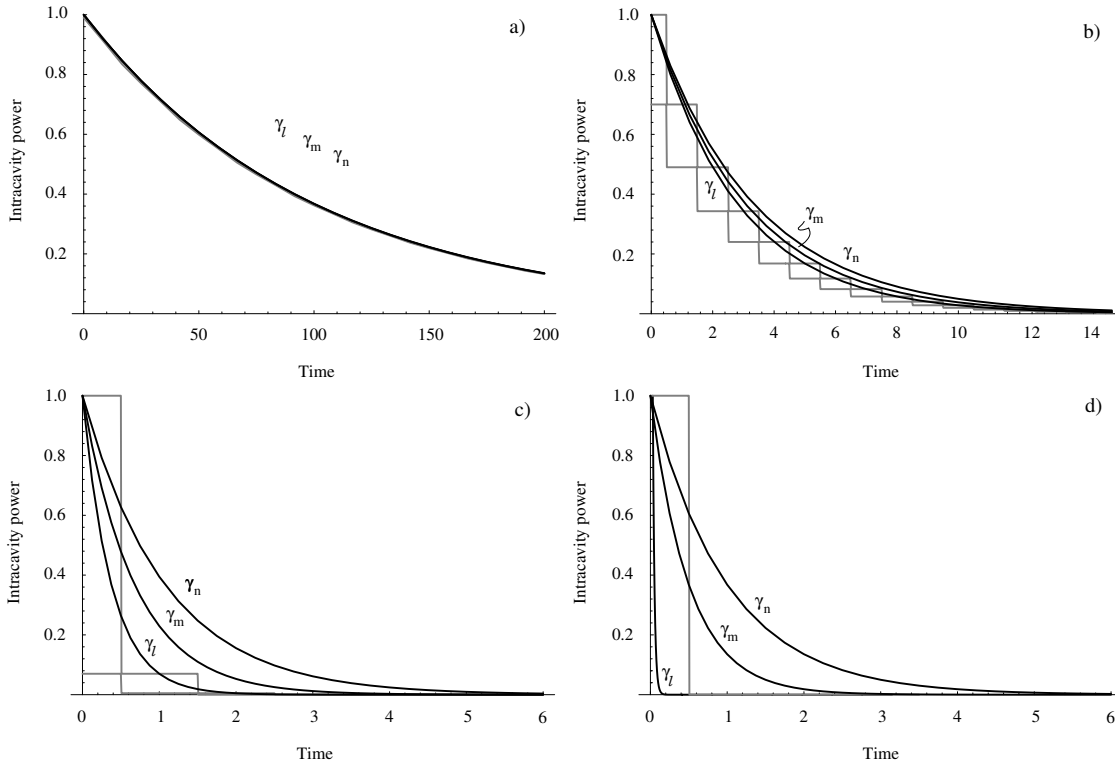 a)
Intracavity power
1.0
0.8
0.6
0.4
0.2
γl
γm
γn
0 50 100 150 200
Time
b)
Intracavity power
1.0
0.8
0.6
0.4
0.2
γl
γm
γn
0 2 4 6 8 10 12 14
Time
c)
Intracavity power
1.0
0.8
0.6
0.4
0.2
γn
γm
γl
0 1 2 3 4 5 6
Time
d)
Intracavity power
1.0
0.8
0.6
0.4
0.2
γn
γm
γl
0 1 2 3 4 5 6
Time